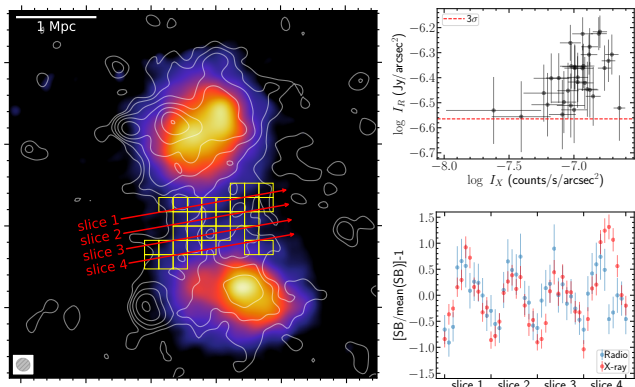 1 Mpc
slice 1
slice 2
slice 3
slice 4
3σ
log I_R (Jy/arcsec²)
−6.2
−6.3
−6.4
−6.5
−6.6
−6.7
−8.0 −7.4 −7.0
log I_X (counts/s/arcsec²)
[SB/mean(SB)]-1
1.5
1.0
0.5
0.0
−0.5
−1.0
−1.5
Radio
X-ray
slice 1 slice 2 slice 3 slice 4